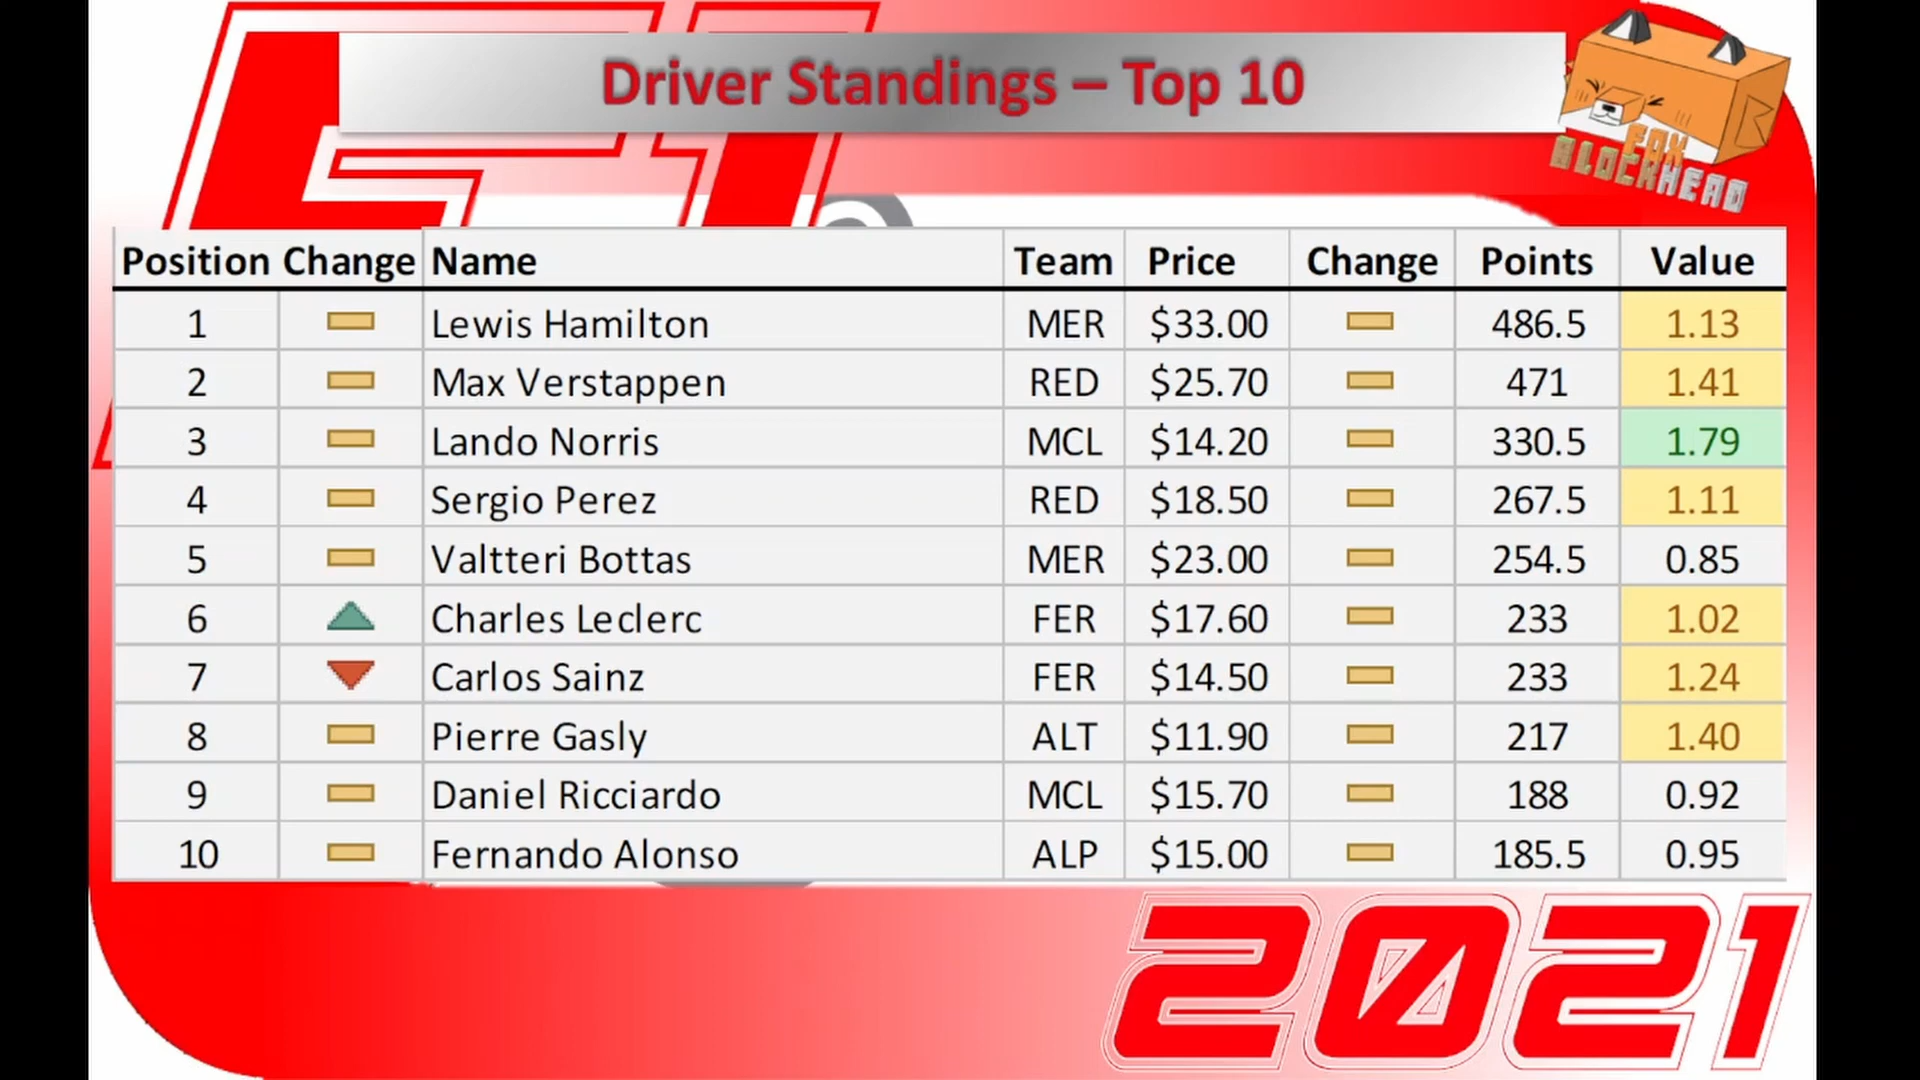 Driver Standings – Top 10
FOX
BLOCKHEAD
Position Change Name Team Price Change Points Value
1 Lewis Hamilton MER $33.00 486.5 1.13
2 Max Verstappen RED $25.70 471 1.41
3 Lando Norris MCL $14.20 330.5 1.79
4 Sergio Perez RED $18.50 267.5 1.11
5 Valtteri Bottas MER $23.00 254.5 0.85
6 Charles Leclerc FER $17.60 233 1.02
7 Carlos Sainz FER $14.50 233 1.24
8 Pierre Gasly ALT $11.90 217 1.40
9 Daniel Ricciardo MCL $15.70 188 0.92
10 Fernando Alonso ALP $15.00 185.5 0.95
2021